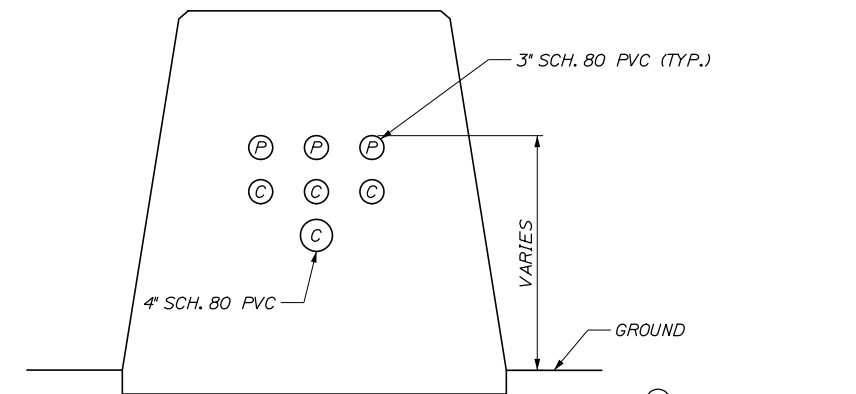 3" SCH. 80 PVC (TYP.)
P P P
C C C
C
VARIES
4" SCH. 80 PVC
GROUND